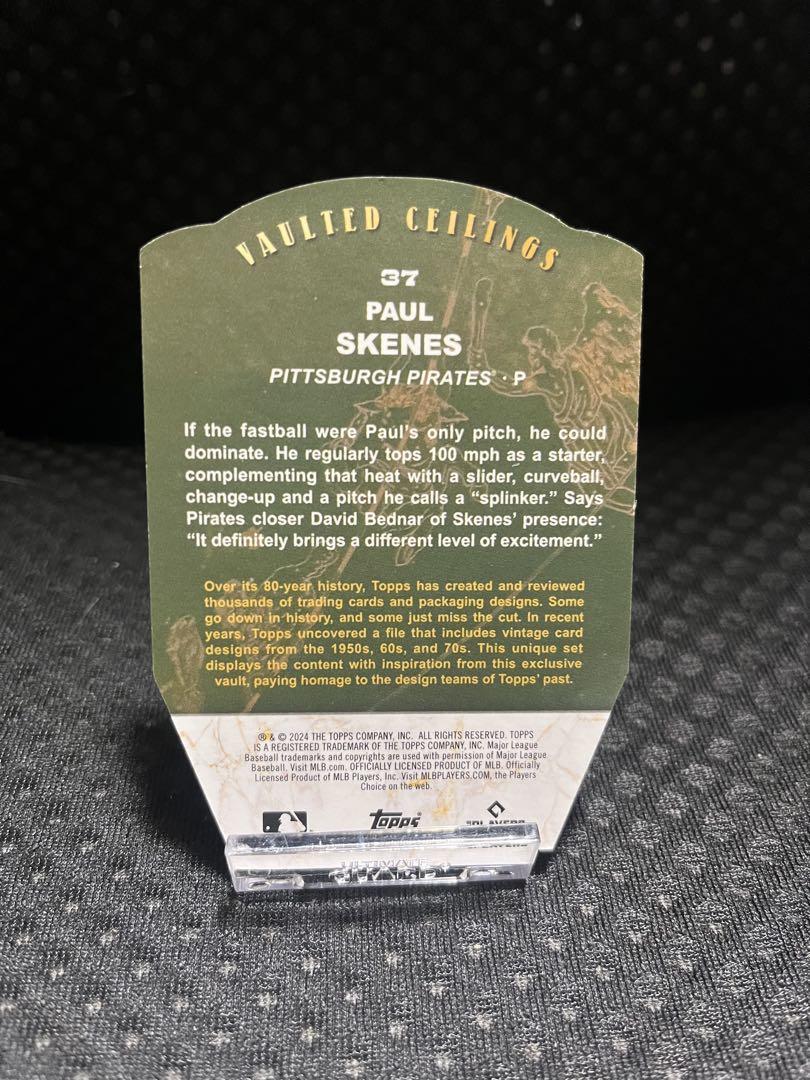 VAULTED CEILINGS
37
PAUL
SKENES
PITTSBURGH PIRATES® · P
If the fastball were Paul's only pitch, he could
dominate. He regularly tops 100 mph as a starter,
complementing that heat with a slider, curveball,
change-up and a pitch he calls a “splinker.” Says
Pirates closer David Bednar of Skenes' presence:
“It definitely brings a different level of excitement.”
Over its 80-year history, Topps has created and reviewed
thousands of trading cards and packaging designs. Some
go down in history, and some just miss the cut. In recent
years, Topps uncovered a file that includes vintage card
designs from the 1950s, 60s, and 70s. This unique set
displays the content with inspiration from this exclusive
vault, paying homage to the design teams of Topps' past.
® & © 2024 THE TOPPS COMPANY, INC. ALL RIGHTS RESERVED. TOPPS
IS A REGISTERED TRADEMARK OF THE TOPPS COMPANY, INC. Major League
Baseball trademarks and copyrights are used with permission of Major League
Baseball. Visit MLB.com. OFFICIALLY LICENSED PRODUCT OF MLB. Officially
Licensed Product of MLB Players, Inc. Visit MLBPLAYERS.COM, the Players
Choice on the web.
Topps
PLAYERS
ULTIMATE